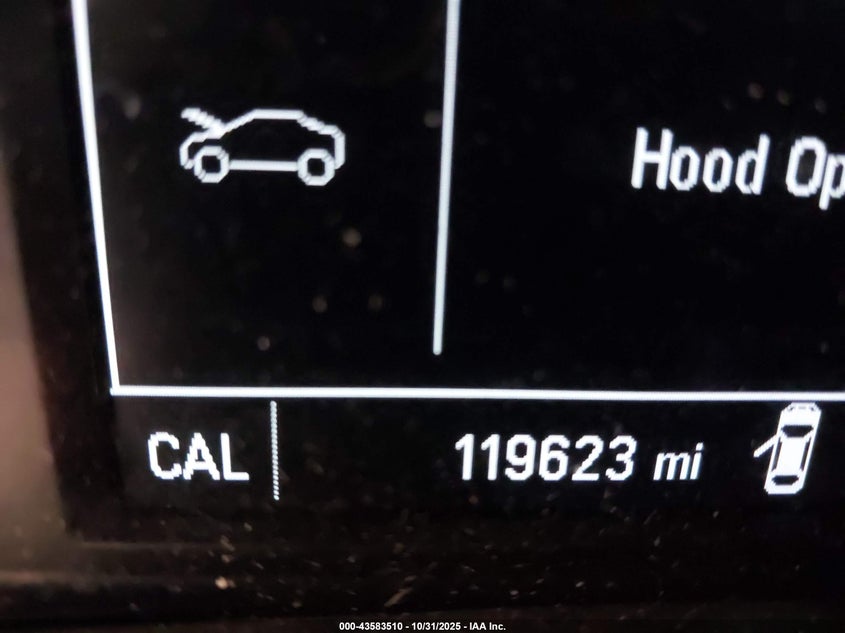 Hood Op
CAL 119623 mi
000-43583510 - 10/31/2025 - IAA Inc.